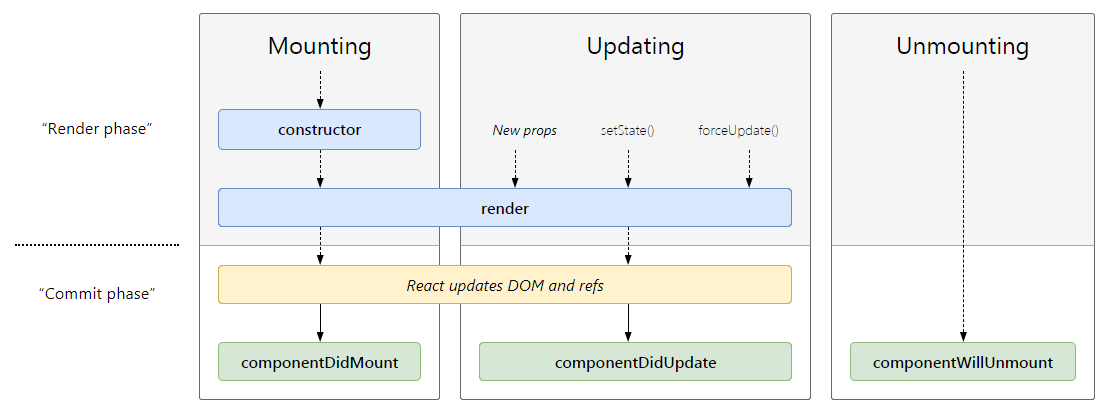 Mounting
Updating
Unmounting
“Render phase”
constructor
New props
setState()
forceUpdate()
render
“Commit phase”
React updates DOM and refs
componentDidMount
componentDidUpdate
componentWillUnmount